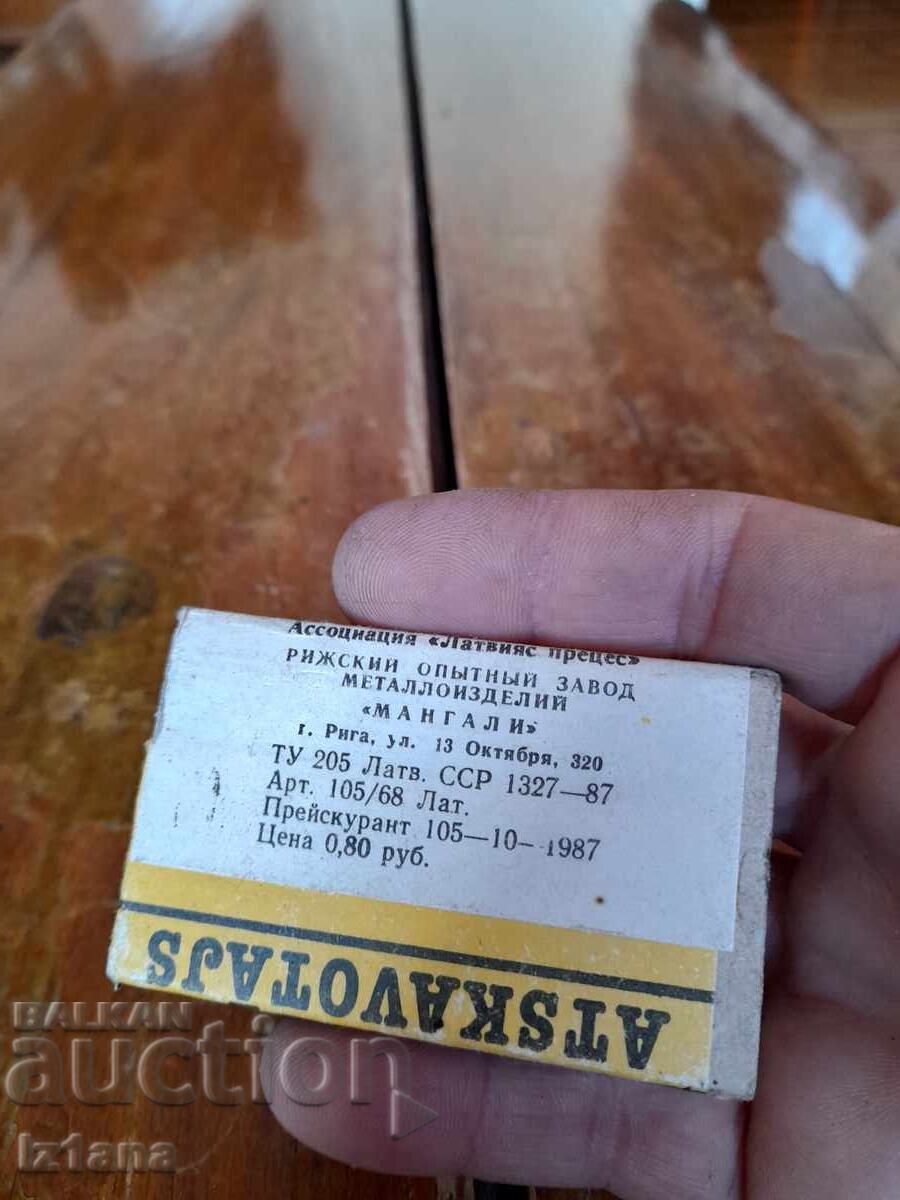 Ассоциация «Латвияс прецес»
РИЖСКИЙ ОПЫТНЫЙ ЗАВОД
МЕТАЛЛОИЗДЕЛИЙ
«МАНГАЛИ»
г. Рига, ул. 13 Октября, 320
ТУ 205 Латв. ССР 1327—87
Арт. 105/68 Лат.
Прейскурант 105—10—1987
Цена 0,80 руб.
ATSKAVOTAJS
BALKAN
auction
iz1ana